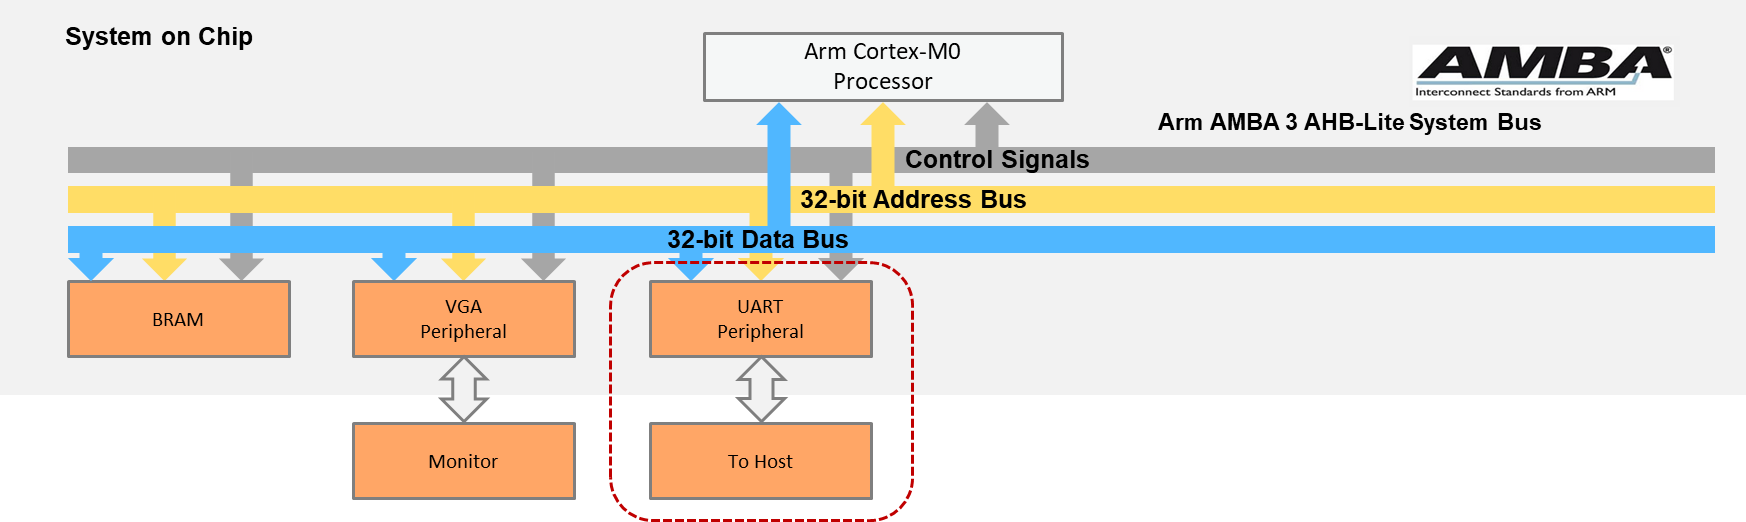 System on Chip
Arm Cortex-M0
Processor
AMBA®
Interconnect Standards from ARM
Arm AMBA 3 AHB-Lite System Bus
Control Signals
32-bit Address Bus
32-bit Data Bus
BRAM
VGA
Peripheral
UART
Peripheral
Monitor
To Host